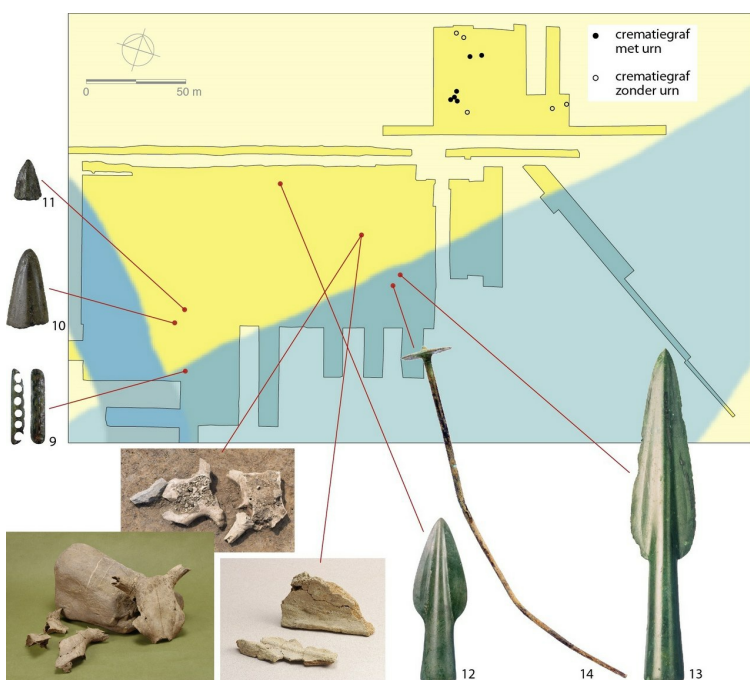 crematiegraf
met urn
crematiegraf
zonder urn
0 50 m
11
10
9
12
14
13